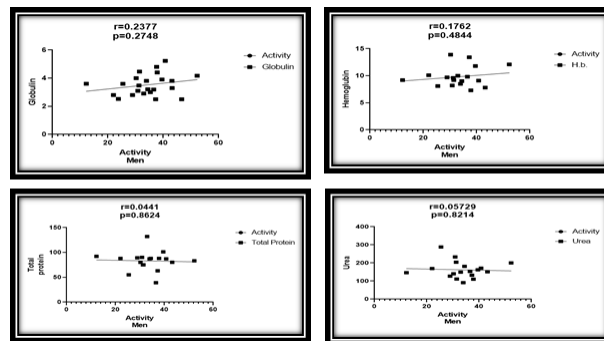 r=0.2377
p=0.2748
Globulin
6
4
2
0
0
20
40
60
Activity
Men
Activity
Globulin
r=0.1762
p=0.4844
Hemoglubin
15
10
5
0
0
20
40
60
Activity
Men
Activity
H.b.
r=0.0441
p=0.8624
Total
protein
150
100
50
0
0
20
40
60
Activity
Men
Activity
Total Protein
r=0.05729
p=0.8214
Urea
400
300
200
100
0
0
20
40
60
Activity
Men
Activity
Urea